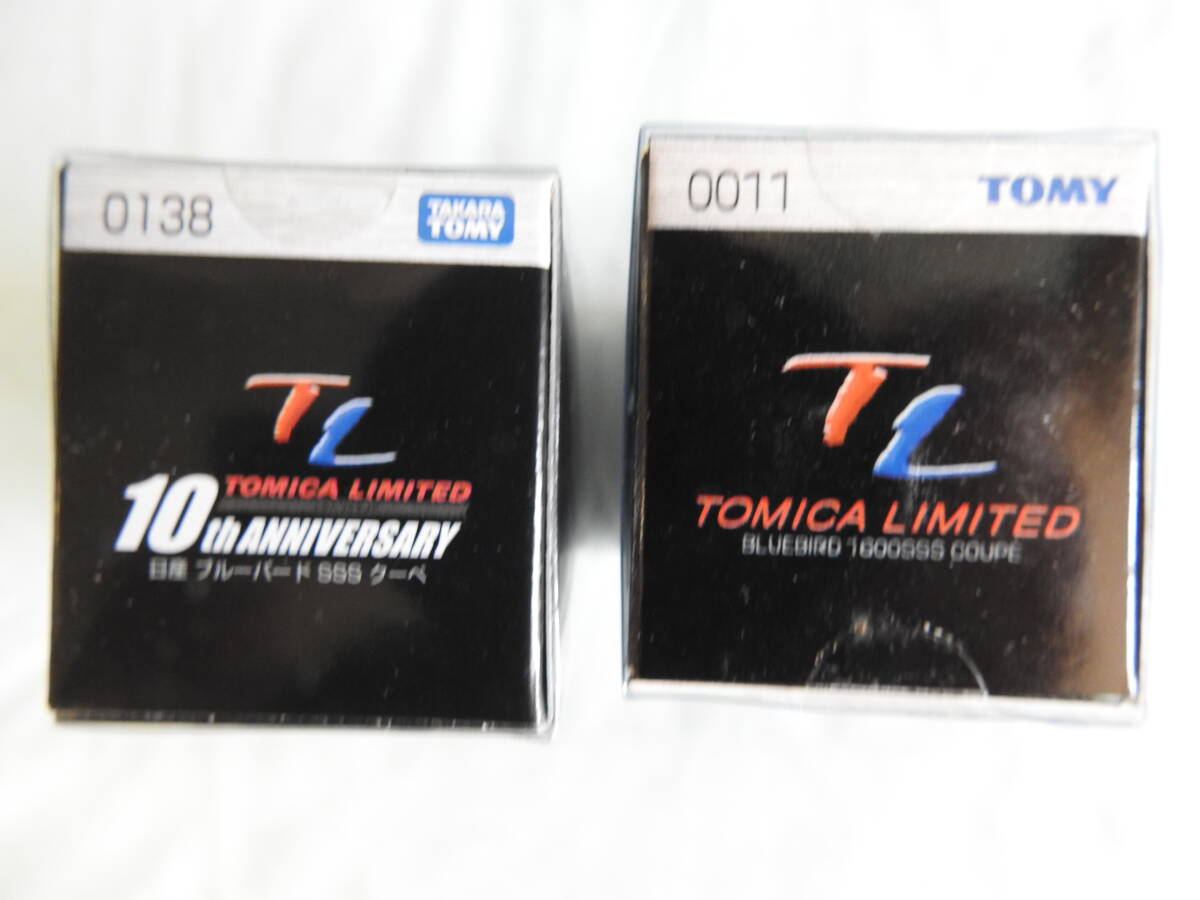 0138
TAKARA
TOMY
TL
TOMICA LIMITED
10th ANNIVERSARY
日産 ブルーバード SSS クーペ
0011
TOMY
TL
TOMICA LIMITED
BLUEBIRD 1600SSS COUPE